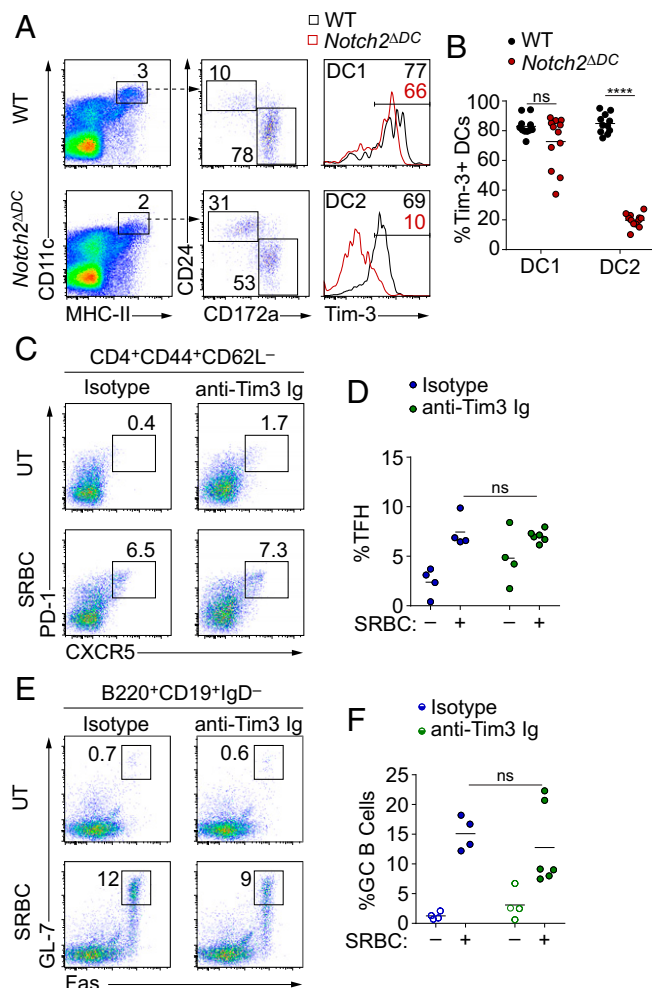 A
WT
Notch2ΔDC
B
WT
Notch2ΔDC
WT
3
10
78
DC1
77
66
Notch2ΔDC
CD11c
2
31
53
CD24
DC2
69
10
MHC-II
CD172a
Tim-3
%Tim-3+ DCs
100
80
60
40
20
0
ns
****
DC1
DC2
C
CD4+CD44+CD62L–
Isotype
anti-Tim3 Ig
UT
0.4
1.7
SRBC
PD-1
6.5
7.3
CXCR5
D
Isotype
anti-Tim3 Ig
%TFH
15
10
5
0
ns
SRBC: – + – +
E
B220+CD19+IgD–
Isotype
anti-Tim3 Ig
UT
0.7
0.6
SRBC
GL-7
12
9
Fas
F
Isotype
anti-Tim3 Ig
%GC B Cells
25
20
15
10
5
0
ns
SRBC: – + – +